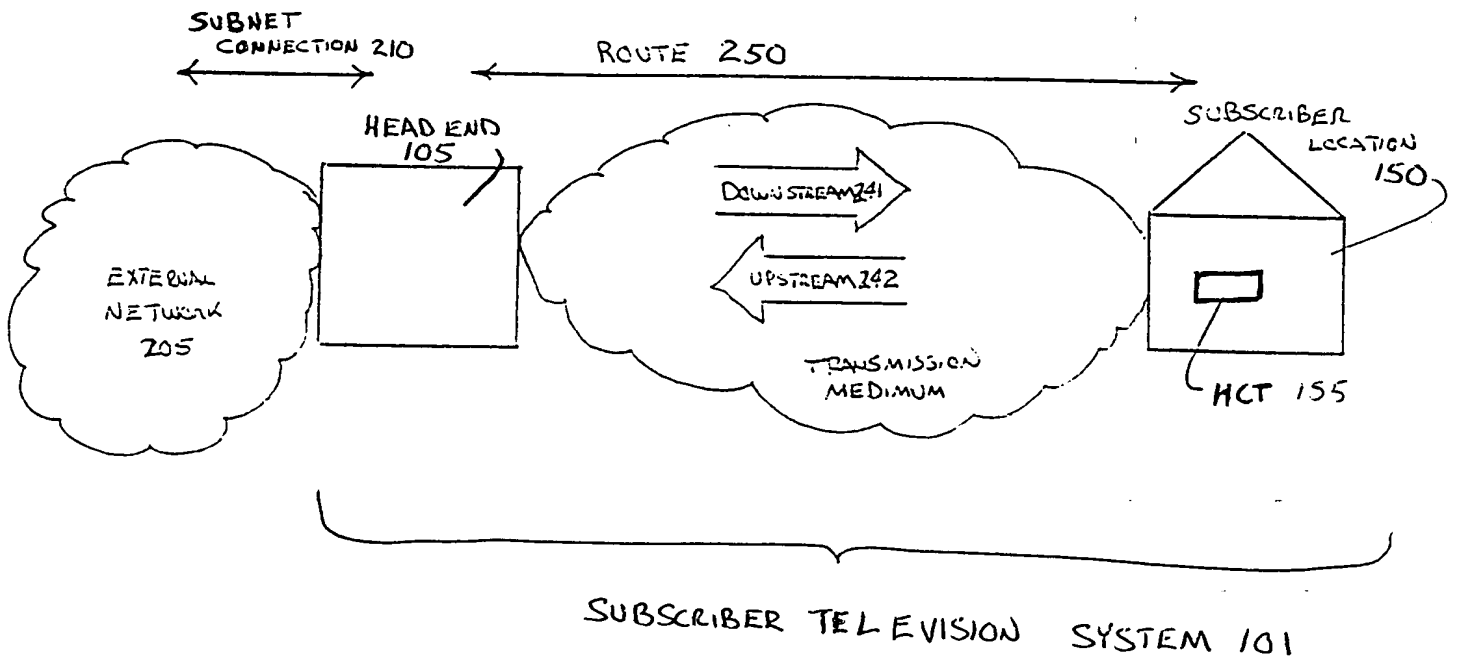 SUBNET
CONNECTION 210
ROUTE 250
HEAD END
105
SUBSCRIBER
LOCATION
150
DOWNSTREAM 241
UPSTREAM 242
EXTERNAL
NETWORK
205
TRANSMISSION
MEDIMUM
HCT 155
SUBSCRIBER TELEVISION SYSTEM 101